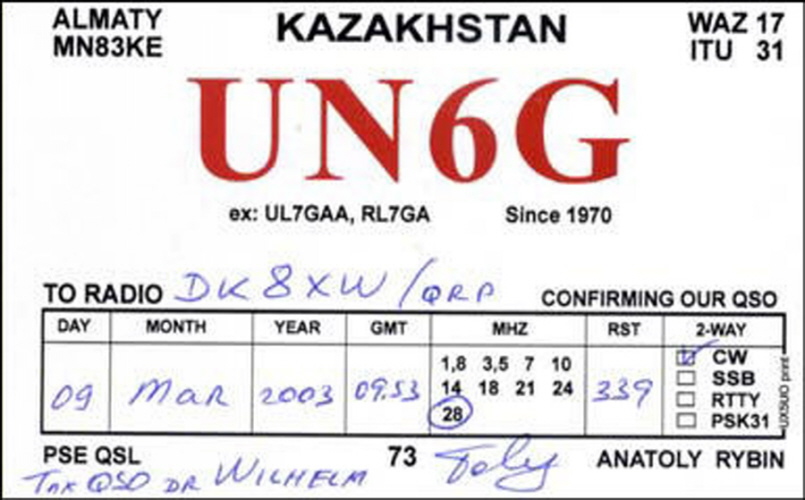 ALMATY
MN83KE
KAZAKHSTAN
WAZ 17
ITU 31
UN6G
ex: UL7GAA, RL7GA Since 1970
TO RADIO DK8XW/QRP CONFIRMING OUR QSO
DAY MONTH YEAR GMT MHZ RST 2-WAY
09 MAR 2003 09.53 339
1,8 3,5 7 10
14 18 21 24
28
CW
SSB
RTTY
PSK31
UX5UO print
PSE QSL 73 Toly ANATOLY RYBIN
TNX QSO DR WILHELM